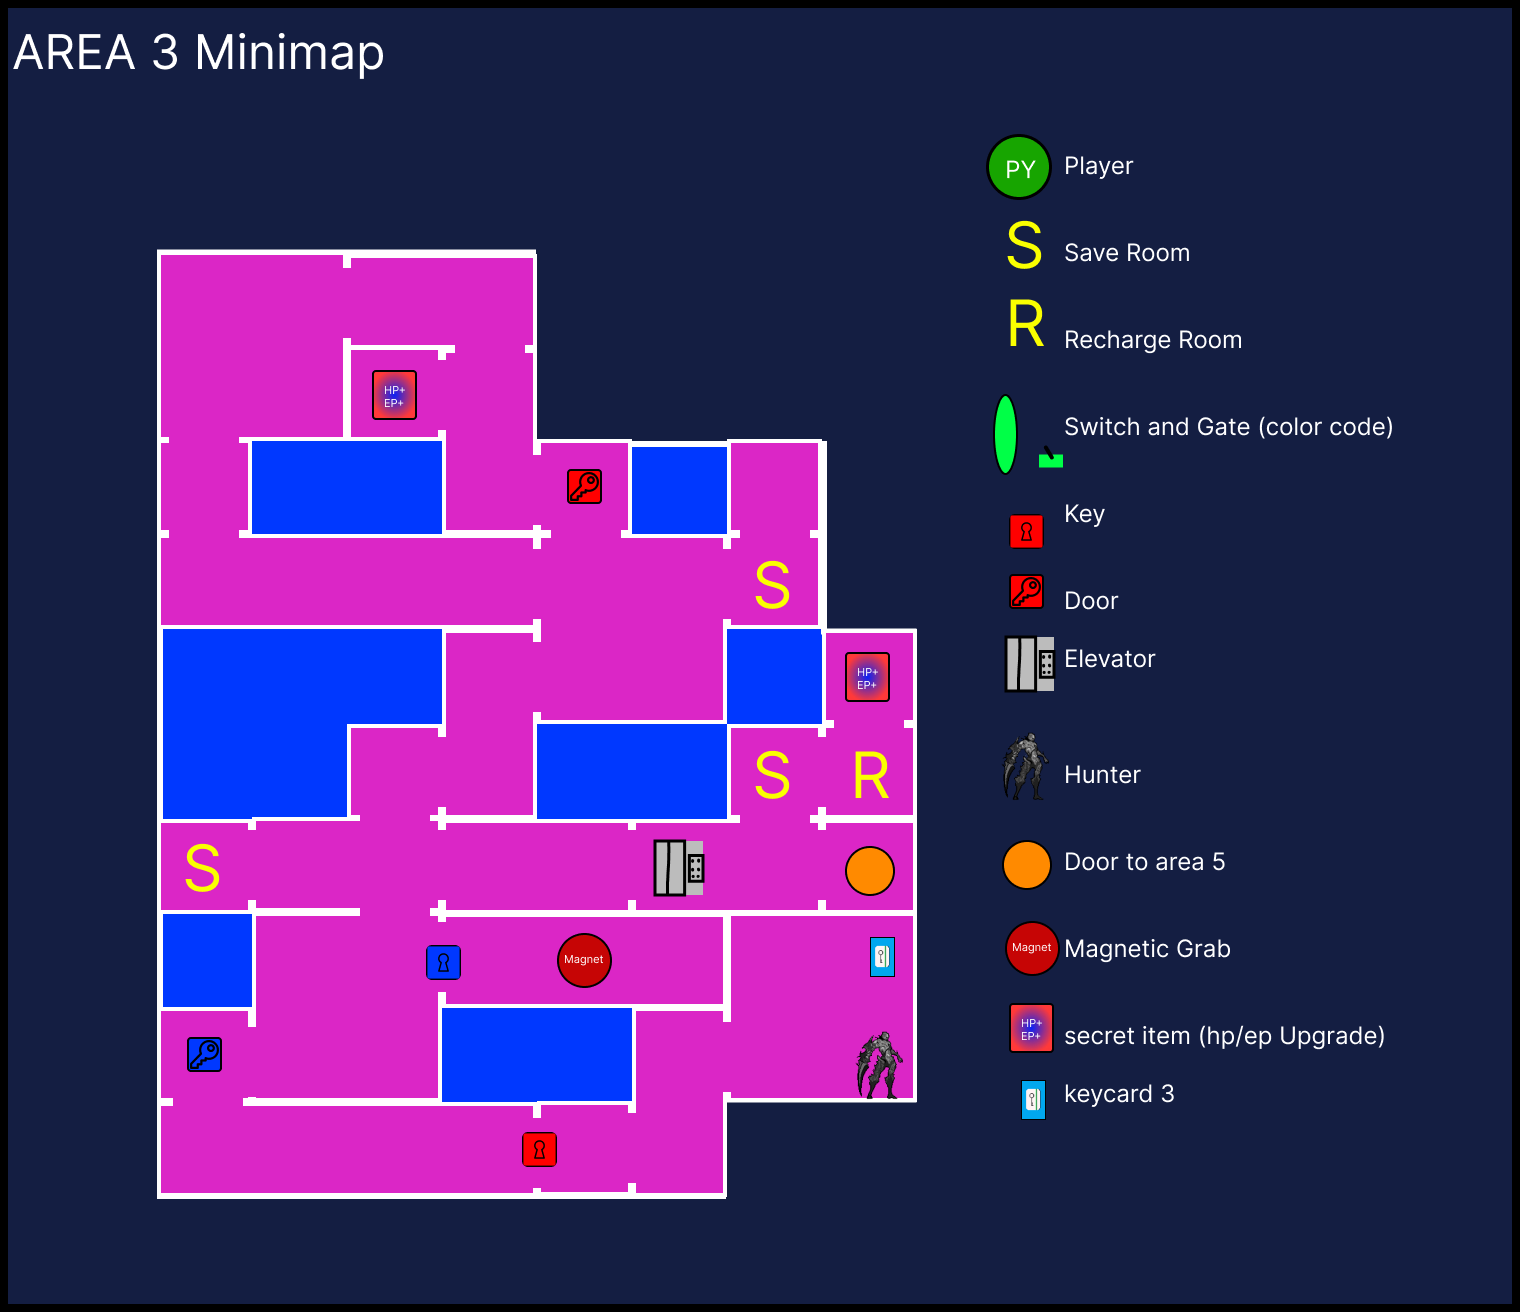 AREA 3 Minimap
PY
Player
S
Save Room
R
Recharge Room
Switch and Gate (color code)
Key
Door
Elevator
Hunter
Door to area 5
Magnet
Magnetic Grab
HP+
EP+
secret item (hp/ep Upgrade)
keycard 3
HP+
EP+
S
HP+
EP+
S
R
S
Magnet